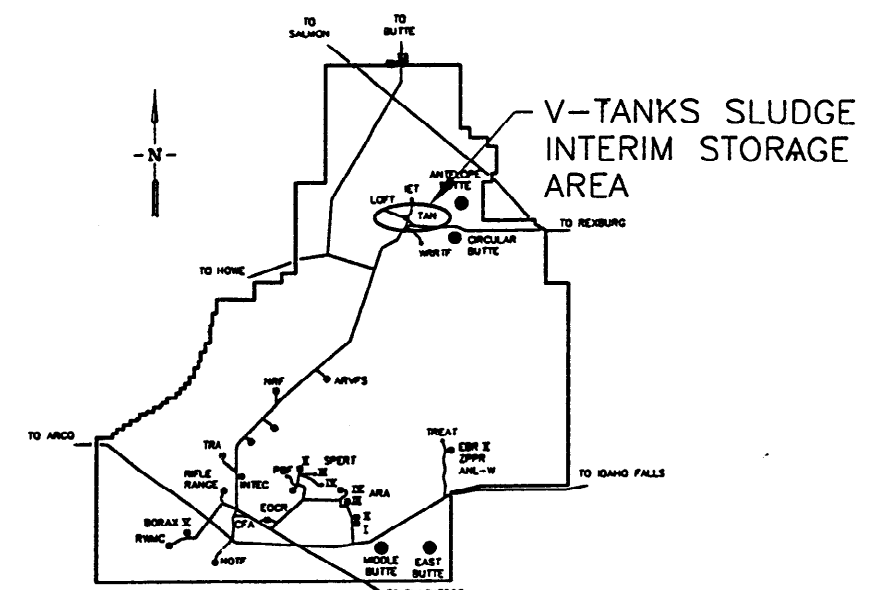 TO
SALMON
TO
BUTTE
V-TANKS SLUDGE
INTERIM STORAGE
AREA
-N-
ANTELOPE
BUTTE
IET
LOFT
TAN
TO REXBURG
CIRCULAR
BUTTE
WRRTF
TO HOWE
NRF
ARVFS
TO ARCO
TREAT
EBR II
ZPPR
ANL-W
TO IDAHO FALLS
TRA
SPERT
PBF
RIFLE
RANGE
INTEC
IV
ARA
EOCR
CFA
BORAX V
RWMC
I
HOTF
MIDDLE
BUTTE
EAST
BUTTE